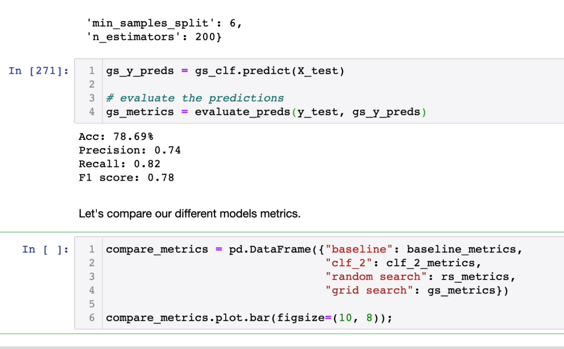 'min_samples_split': 6,
'n_estimators': 200}
In [271]:
1 gs_y_preds = gs_clf.predict(X_test)
2
3 # evaluate the predictions
4 gs_metrics = evaluate_preds(y_test, gs_y_preds)
Acc: 78.69%
Precision: 0.74
Recall: 0.82
F1 score: 0.78
Let's compare our different models metrics.
In [ ]:
1 compare_metrics = pd.DataFrame({"baseline": baseline_metrics,
2 "clf_2": clf_2_metrics,
3 "random search": rs_metrics,
4 "grid search": gs_metrics})
5
6 compare_metrics.plot.bar(figsize=(10, 8));